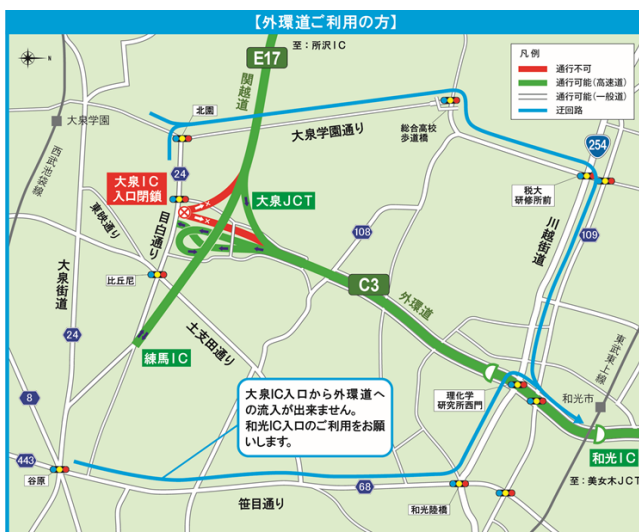 【外環道ご利用の方】
至：所沢IC
E17
関越道
凡例
通行不可
通行可能(高速道)
通行可能(一般道)
迂回路
N
北園
大泉学園
大泉学園通り
総合高校
歩道橋
254
24
西武池袋線
大泉IC
入口閉鎖
大泉JCT
税大
研修所前
東映通り
目白通り
108
川越街道
109
大泉街道
比丘尼
C3
外環道
24
土支田通り
練馬IC
東武東上線
8
大泉IC入口から外環道へ
の流入が出来ません。
和光IC入口のご利用をお願
いします。
理化学
研究所西門
和光市
443
谷原
和光IC
68
笹目通り
和光陸橋
至：美女木JCT